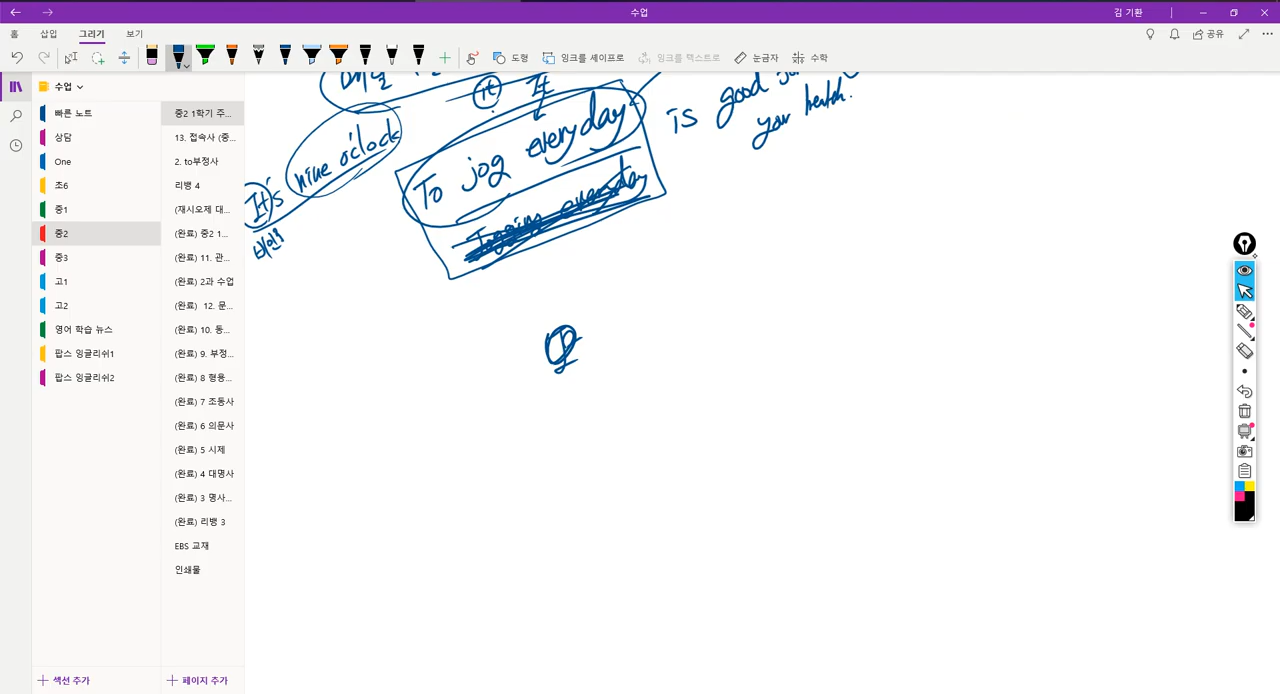 수업
김 기환
홈 삽입 그리기 보기
공유
도형 잉크를 셰이프로 잉크를 텍스트로 눈금자 수학
수업
빠른 노트
상담
One
초6
중1
중2
중3
고1
고2
영어 학습 뉴스
팝스 잉글리쉬1
팝스 잉글리쉬2
섹션 추가
중2 1학기 주...
13. 접속사 (중...
2. to부정사
리뱅 4
(재시오제 대...
(완료) 중2 1...
(완료) 11. 관...
(완료) 2과 수업
(완료) 12. 문...
(완료) 10. 동...
(완료) 9. 부정...
(완료) 8 형용...
(완료) 7 조동사
(완료) 6 의문사
(완료) 5 시제
(완료) 4 대명사
(완료) 3 명사...
(완료) 리뱅 3
EBS 교재
인쇄물
페이지 추가
it It
It's nine o'clock
비인칭
To jog everyday is good for
your health.
Jogging everyday